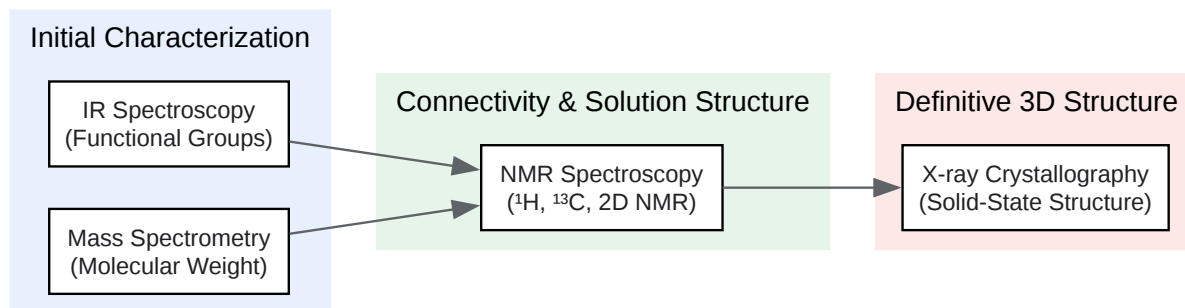 Initial Characterization
IR Spectroscopy
(Functional Groups)
Mass Spectrometry
(Molecular Weight)
Connectivity & Solution Structure
NMR Spectroscopy
(¹H, ¹³C, 2D NMR)
Definitive 3D Structure
X-ray Crystallography
(Solid-State Structure)